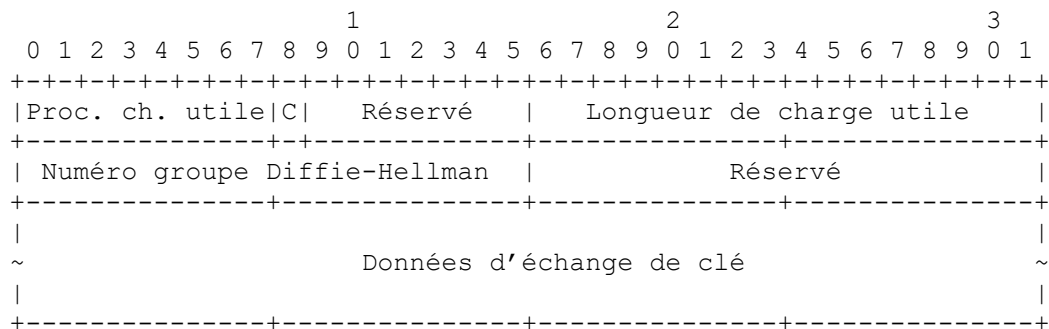 1                   2                   3
 0 1 2 3 4 5 6 7 8 9 0 1 2 3 4 5 6 7 8 9 0 1 2 3 4 5 6 7 8 9 0 1
+-+-+-+-+-+-+-+-+-+-+-+-+-+-+-+-+-+-+-+-+-+-+-+-+-+-+-+-+-+-+-+-+
|Proc. ch. utile|C|   Réservé   |   Longueur de charge utile    |
+---------------+-+-------------+---------------+---------------+
| Numéro groupe Diffie-Hellman  |            Réservé            |
+---------------+---------------+---------------+---------------+
|                                                               |
~                     Données d’échange de clé                  ~
|                                                               |
+---------------+---------------+---------------+---------------+